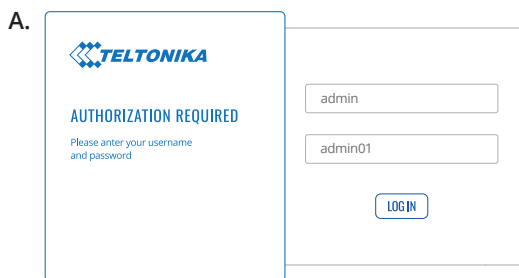 A.
TELTONIKA
AUTHORIZATION REQUIRED
Please anter your username
and password
admin
admin01
LOG IN